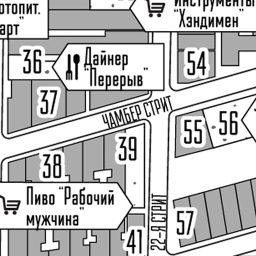 отопит.
арт"
Инструменты
"Хэндимен"
36
Дайнер
"Перерыв"
54
37
ЧАМБЕР СТРИТ
55
56
39
38
Пиво "Рабочий
мужчина"
22-Я СТРИТ
57
41